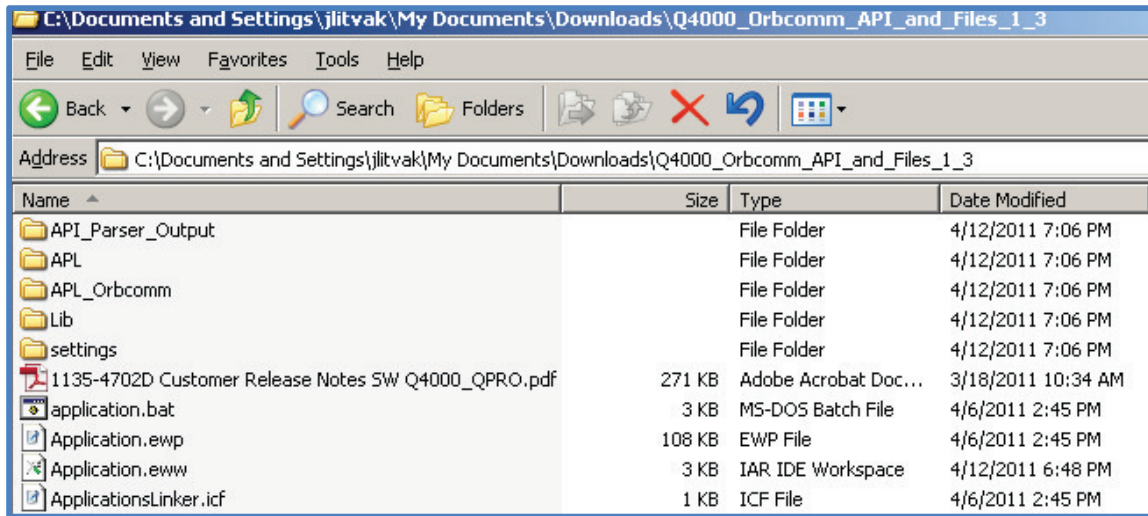 C:\Documents and Settings\jlitvak\My Documents\Downloads\Q4000_Orbcomm_API_and_Files_1_3
File Edit View Favorites Tools Help
Back Search Folders
Address C:\Documents and Settings\jlitvak\My Documents\Downloads\Q4000_Orbcomm_API_and_Files_1_3
Name Size Type Date Modified
API_Parser_Output File Folder 4/12/2011 7:06 PM
APL File Folder 4/12/2011 7:06 PM
APL_Orbcomm File Folder 4/12/2011 7:06 PM
Lib File Folder 4/12/2011 7:06 PM
settings File Folder 4/12/2011 7:06 PM
1135-4702D Customer Release Notes SW Q4000_QPRO.pdf 271 KB Adobe Acrobat Doc... 3/18/2011 10:34 AM
application.bat 3 KB MS-DOS Batch File 4/6/2011 2:45 PM
Application.ewp 108 KB EWP File 4/6/2011 2:45 PM
Application.eww 3 KB IAR IDE Workspace 4/12/2011 6:48 PM
ApplicationsLinker.icf 1 KB ICF File 4/6/2011 2:45 PM